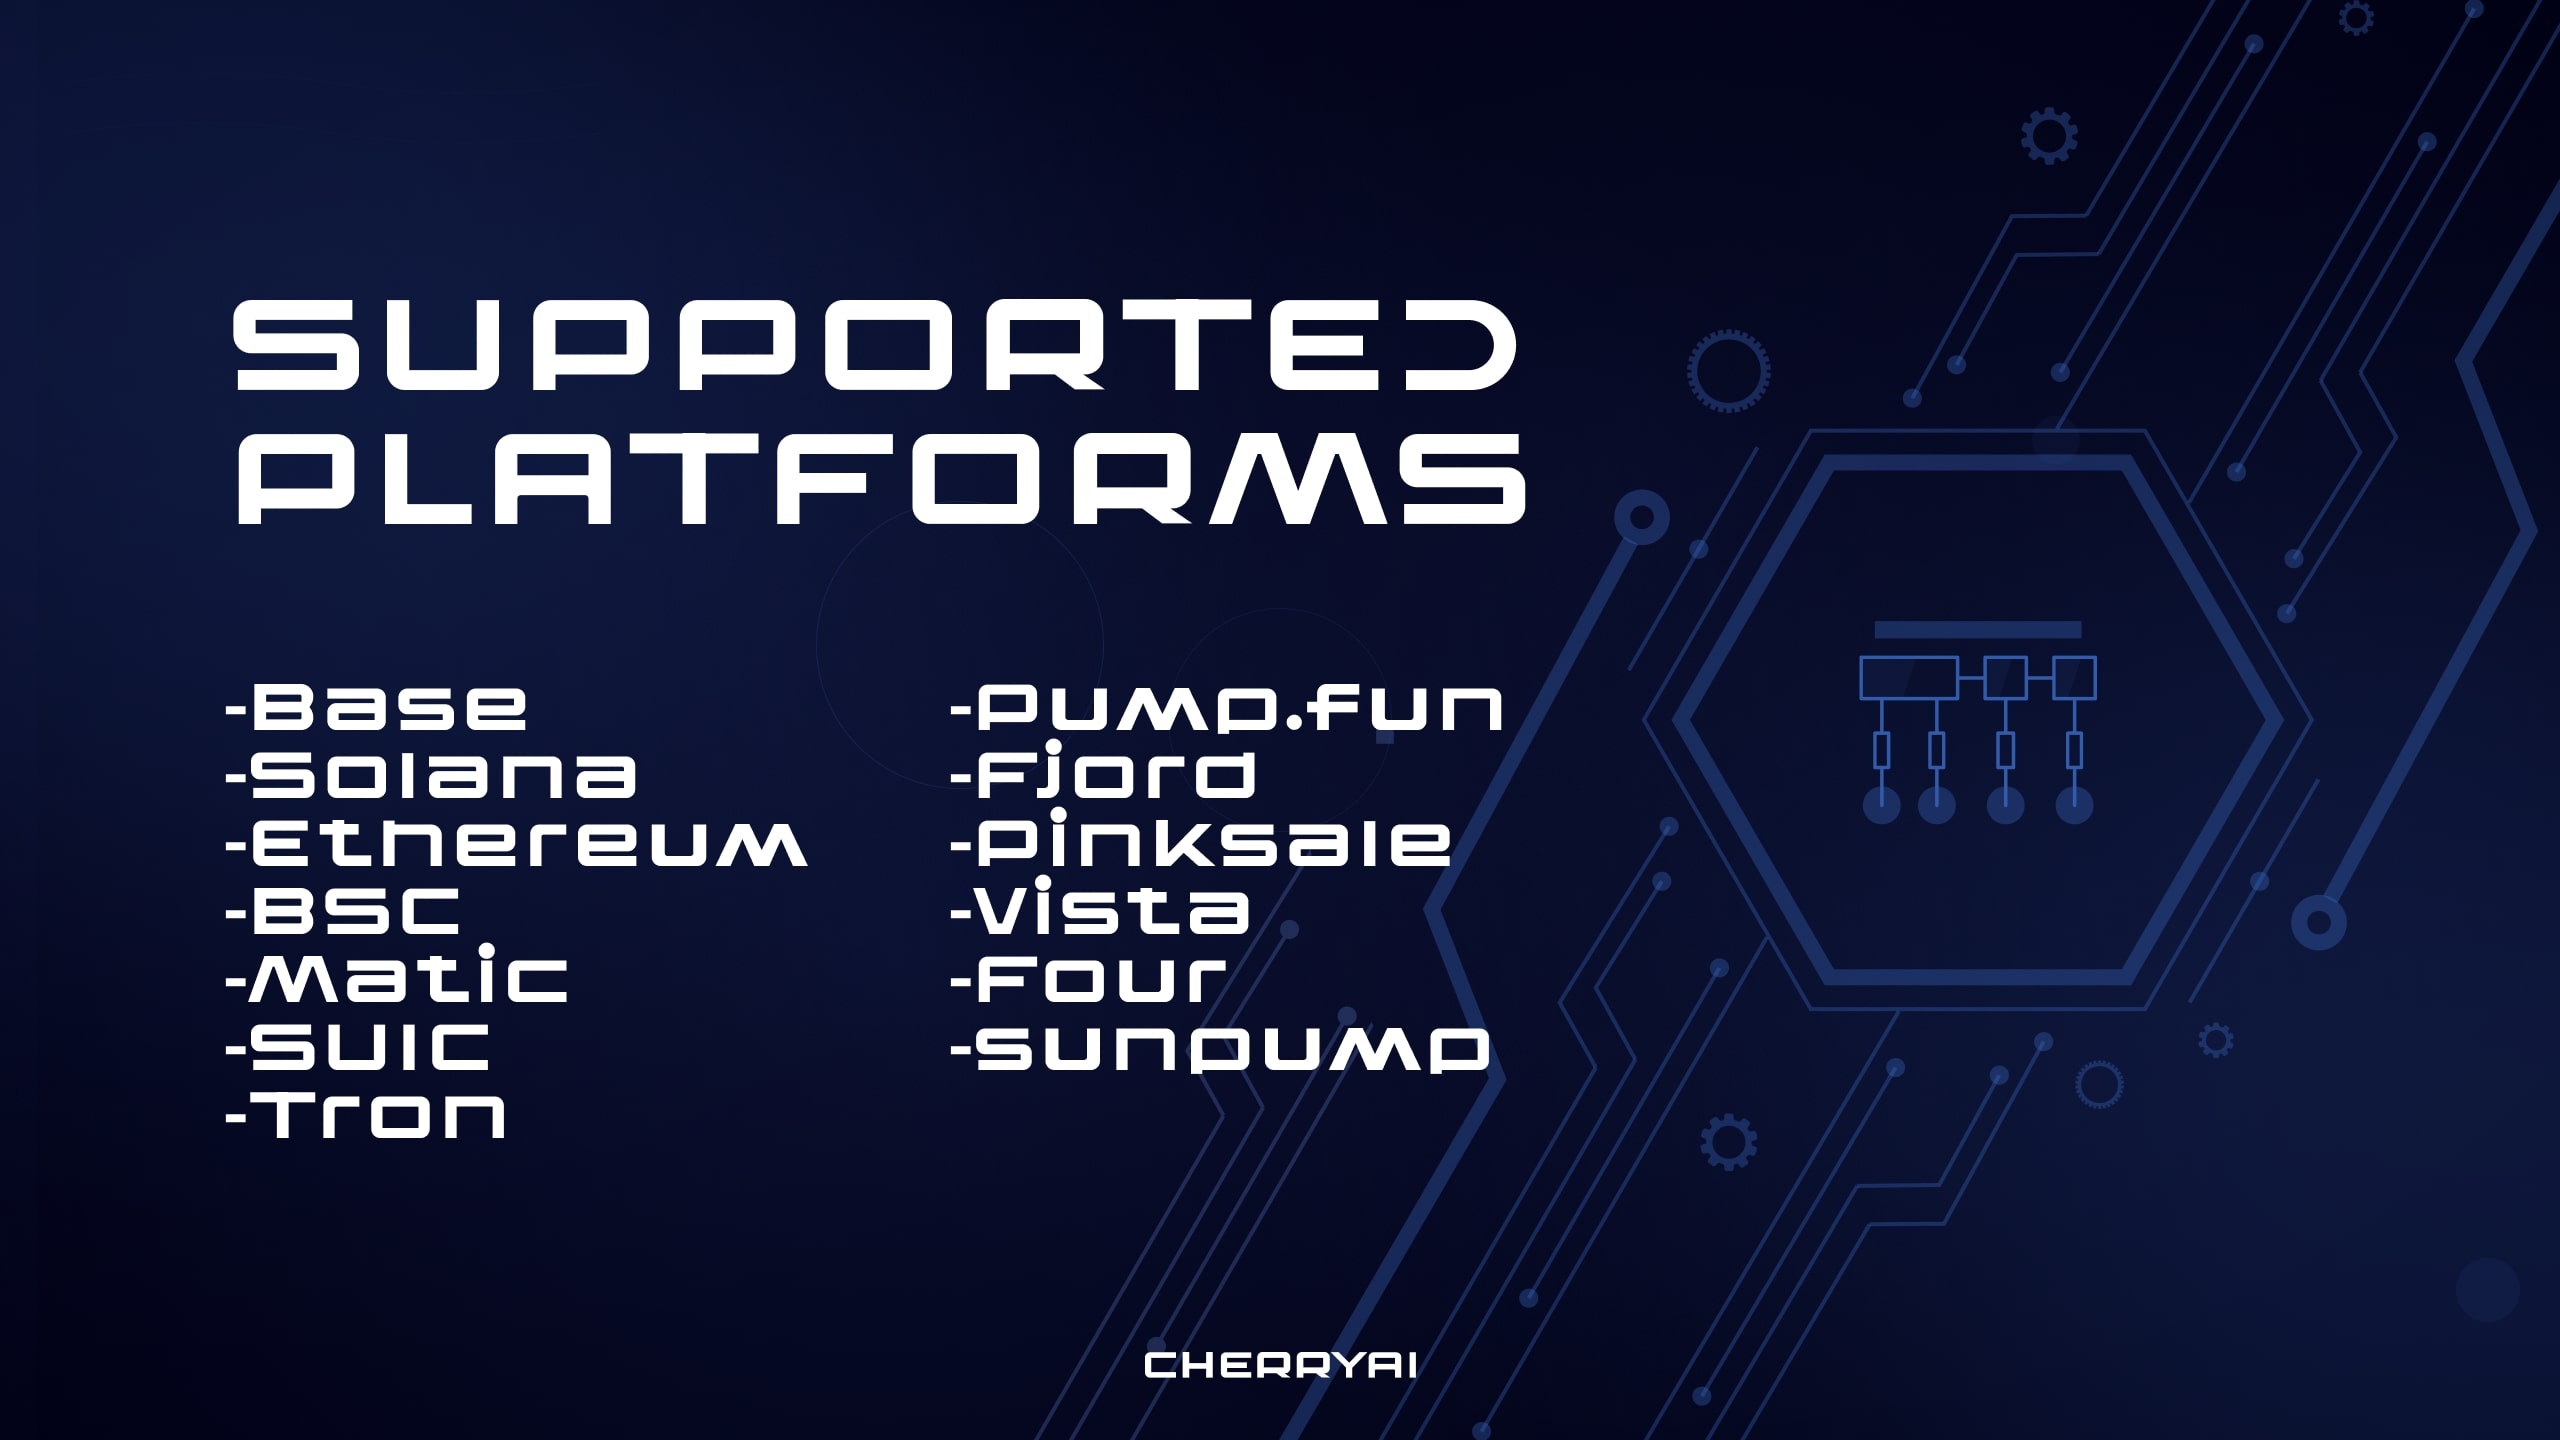 SUPPORTED
PLATFORMS
-Base
-Solana
-Ethereum
-BSC
-Matic
-SUIC
-Tron
-Pump.fun
-Fjord
-Pinksale
-Vista
-Four
-sunpump
CHERRYAI